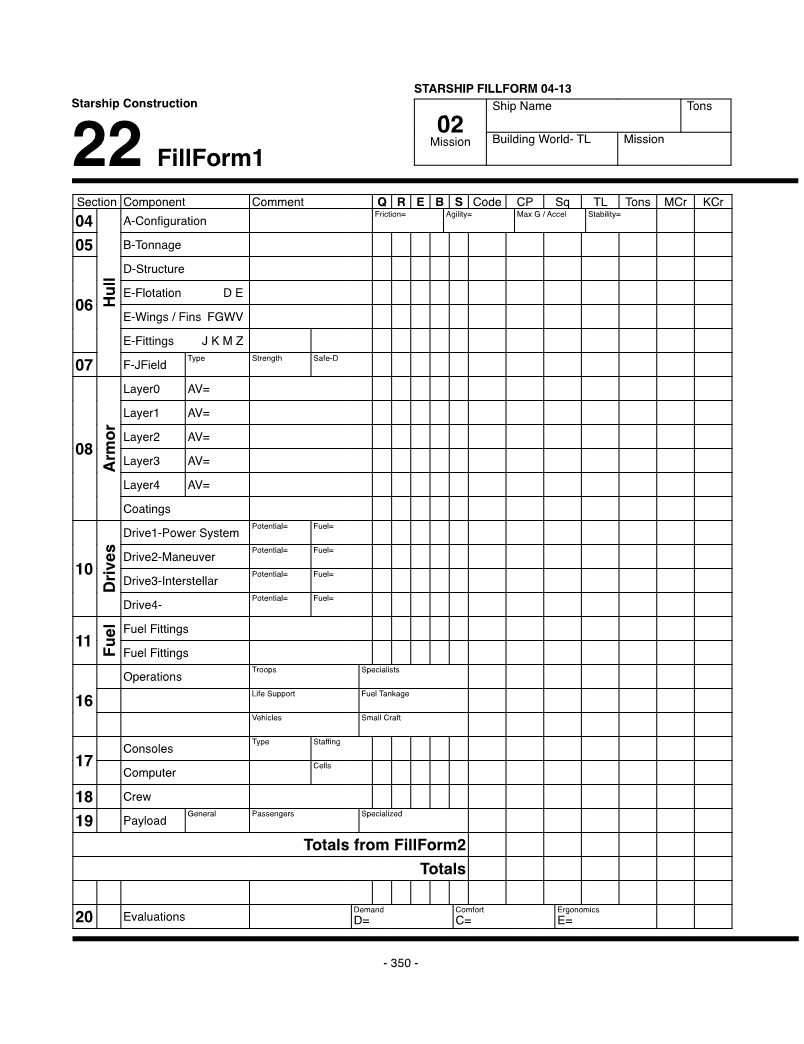 STARSHIP FILLFORM 04-13
Starship Construction
22 FillForm1
02
Mission
Ship Name
Tons
Building World- TL
Mission
Section Component Comment Q R E B S Code CP Sq TL Tons MCr KCr
04 A-Configuration Friction= Agility= Max G / Accel Stability=
05 B-Tonnage
Hull
06 D-Structure
E-Flotation D E
E-Wings / Fins FGWV
E-Fittings J K M Z
07 F-JField Type Strength Safe-D
08 Armor
Layer0 AV=
Layer1 AV=
Layer2 AV=
Layer3 AV=
Layer4 AV=
Coatings
10 Drives
Drive1-Power System Potential= Fuel=
Drive2-Maneuver Potential= Fuel=
Drive3-Interstellar Potential= Fuel=
Drive4- Potential= Fuel=
11 Fuel
Fuel Fittings
Fuel Fittings
16 Operations Troops Specialists
Life Support Fuel Tankage
Vehicles Small Craft
17 Consoles Type Staffing
Computer Cells
18 Crew
19 Payload General Passengers Specialized
Totals from FillForm2
Totals
20 Evaluations Demand D= Comfort C= Ergonomics E=
- 350 -